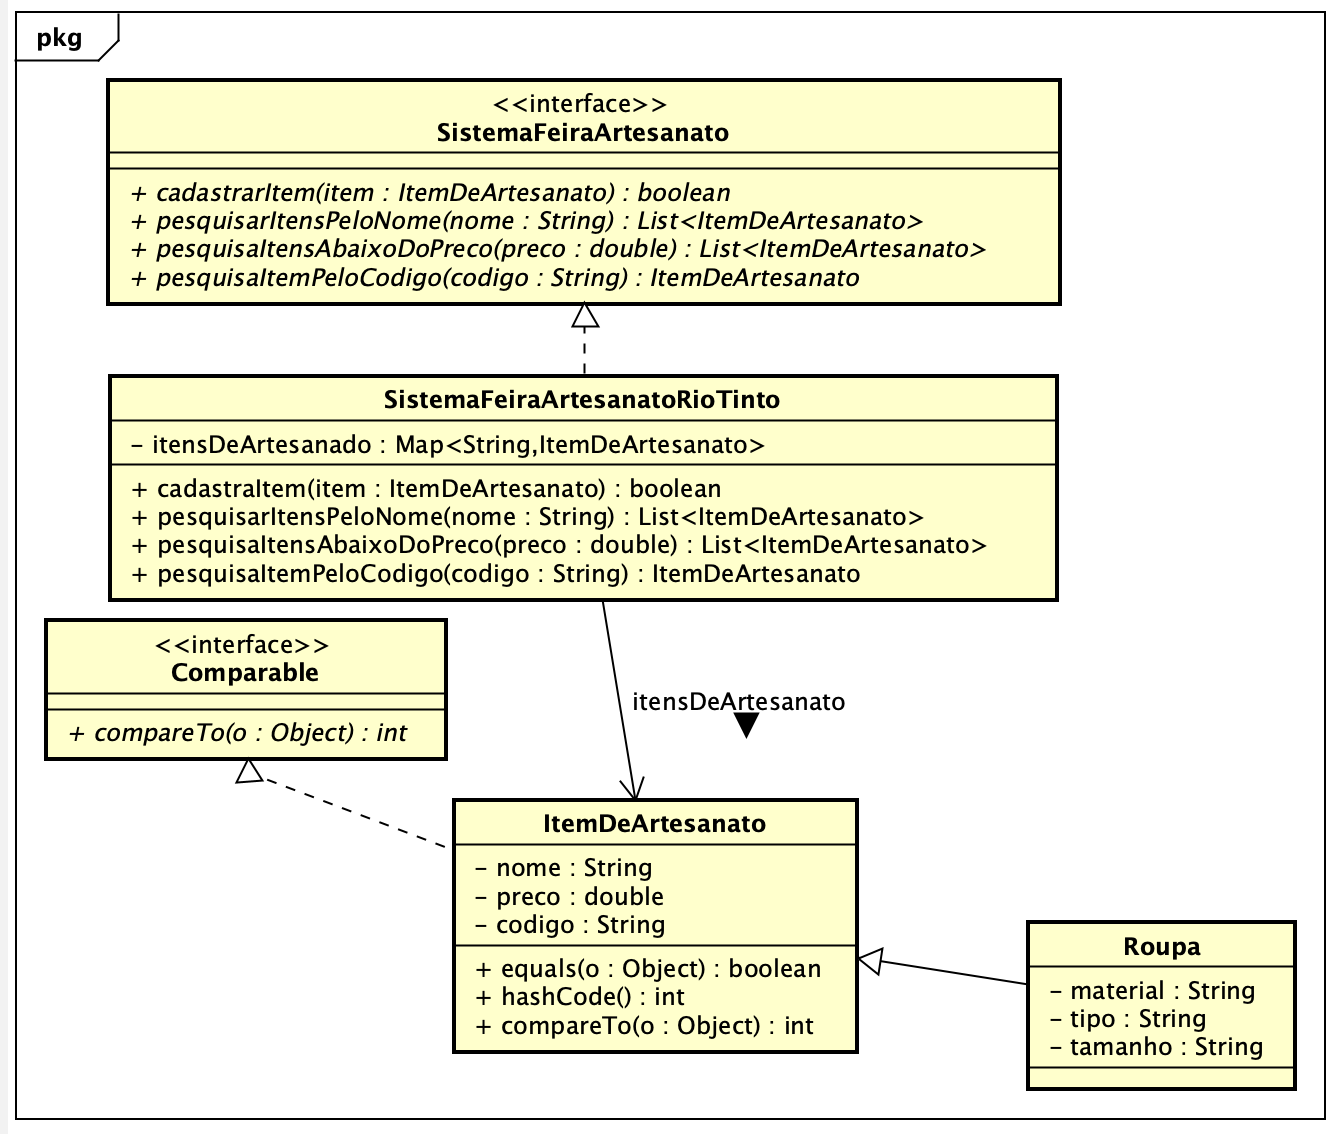 pkg
<<interface>>
SistemaFeiraArtesanato
+ cadastrarItem(item : ItemDeArtesanato) : boolean
+ pesquisarItensPeloNome(nome : String) : List<ItemDeArtesanato>
+ pesquisaItensAbaixoDoPreco(preco : double) : List<ItemDeArtesanato>
+ pesquisaItemPeloCodigo(codigo : String) : ItemDeArtesanato
SistemaFeiraArtesanatoRioTinto
- itensDeArtesanado : Map<String,ItemDeArtesanato>
+ cadastraItem(item : ItemDeArtesanato) : boolean
+ pesquisarItensPeloNome(nome : String) : List<ItemDeArtesanato>
+ pesquisaItensAbaixoDoPreco(preco : double) : List<ItemDeArtesanato>
+ pesquisaItemPeloCodigo(codigo : String) : ItemDeArtesanato
<<interface>>
Comparable
+ compareTo(o : Object) : int
itensDeArtesanato
ItemDeArtesanato
- nome : String
- preco : double
- codigo : String
+ equals(o : Object) : boolean
+ hashCode() : int
+ compareTo(o : Object) : int
Roupa
- material : String
- tipo : String
- tamanho : String